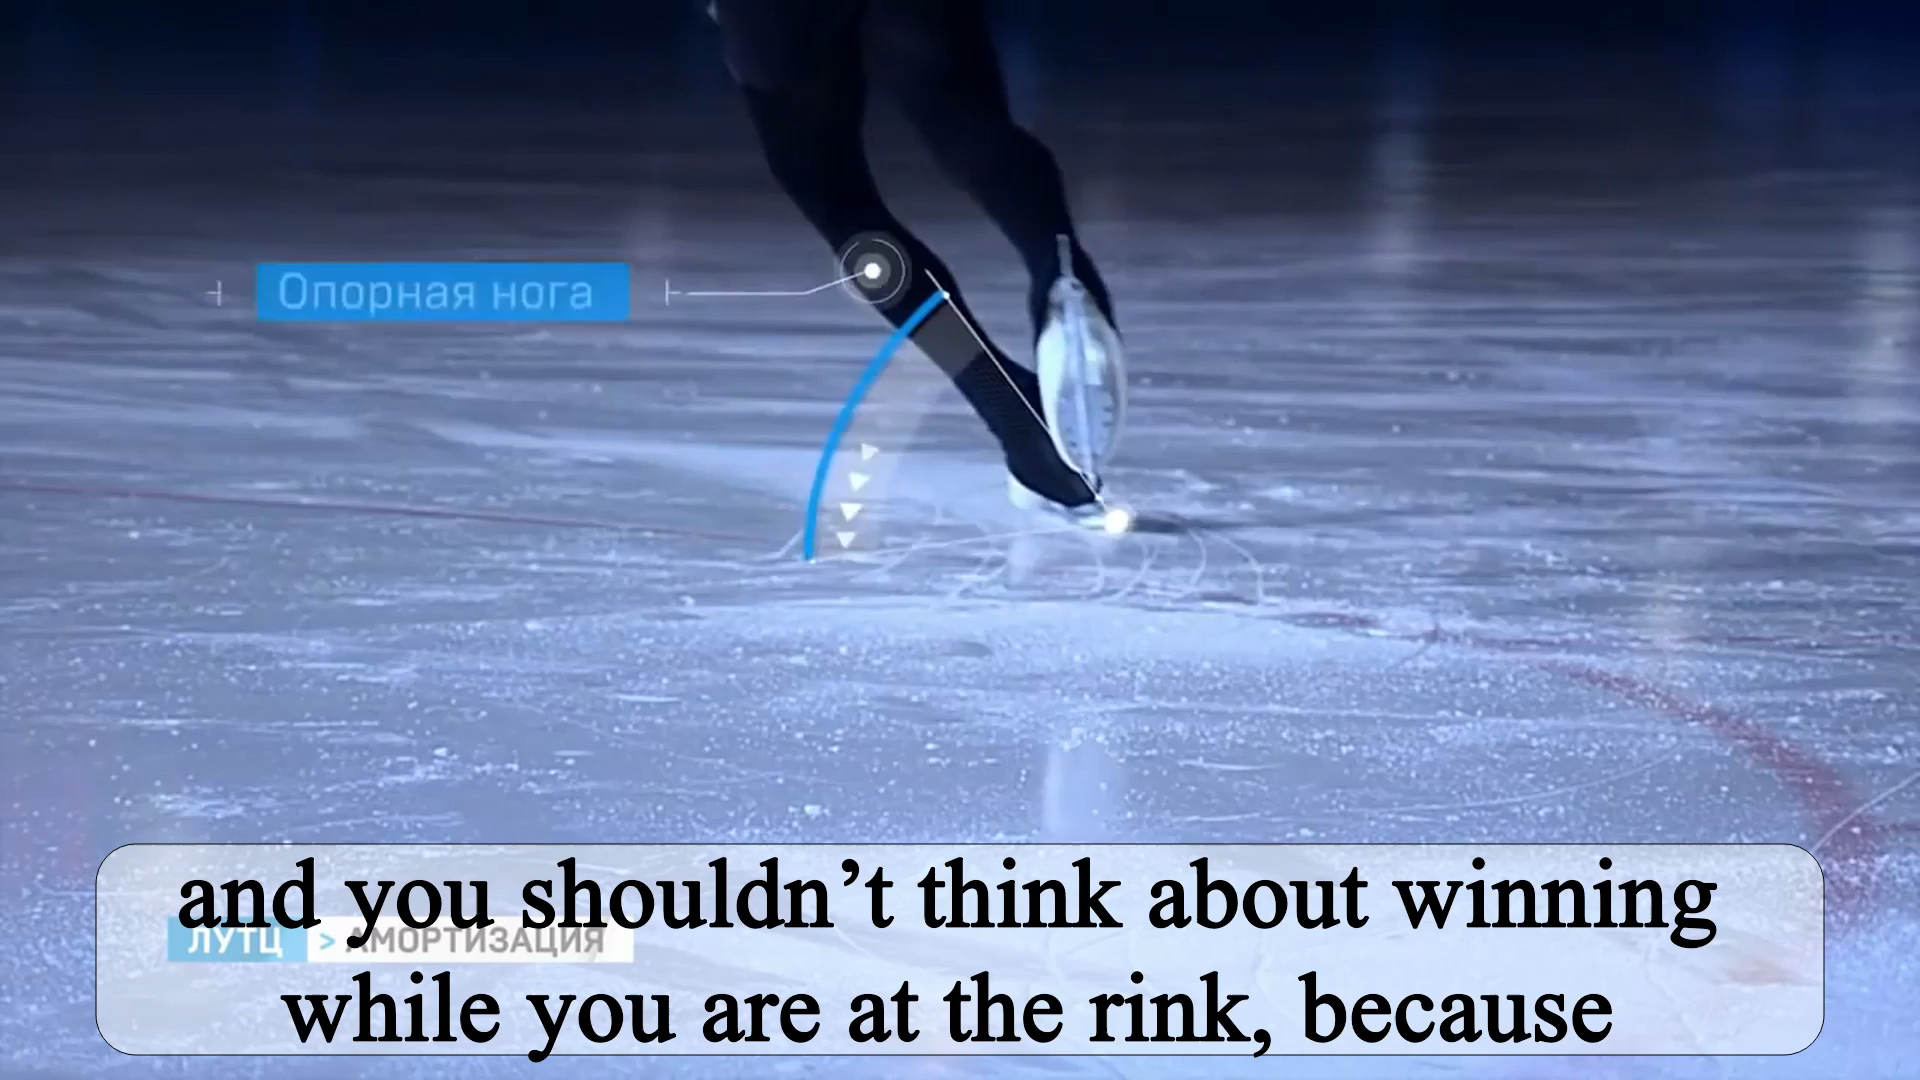 Опорная нога
and you shouldn’t think about winning
ЛУТЦ > АМОРТИЗАЦИЯ
while you are at the rink, because